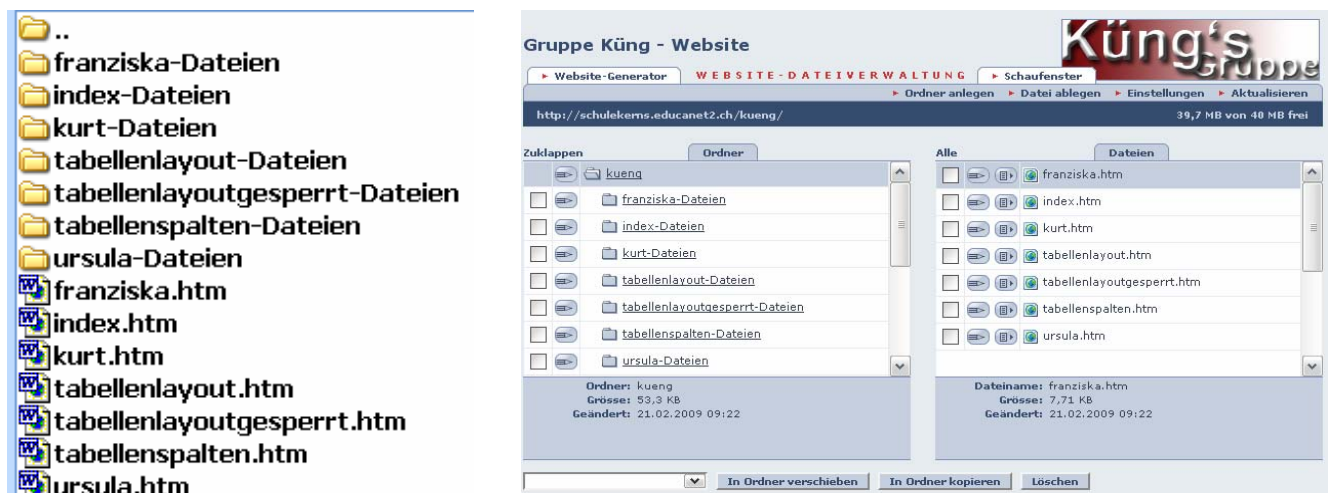 ..
franziska-Dateien
index-Dateien
kurt-Dateien
tabellenlayout-Dateien
tabellenlayoutgesperrt-Dateien
tabellenspalten-Dateien
ursula-Dateien
franziska.htm
index.htm
kurt.htm
tabellenlayout.htm
tabellenlayoutgesperrt.htm
tabellenspalten.htm
ursula.htm
Gruppe Küng - Website
Küng's
Gruppe
Website-Generator WEBSITE-DATEIVERWALTUNG Schaufenster
Ordner anlegen Datei ablegen Einstellungen Aktualisieren
http://schulekerns.educanet2.ch/kueng/ 39,7 MB von 40 MB frei
Zuklappen Ordner
kueng
franziska-Dateien
index-Dateien
kurt-Dateien
tabellenlayout-Dateien
tabellenlayoutgesperrt-Dateien
tabellenspalten-Dateien
ursula-Dateien
Ordner: kueng
Grösse: 53,3 KB
Geändert: 21.02.2009 09:22
Alle Dateien
franziska.htm
index.htm
kurt.htm
tabellenlayout.htm
tabellenlayoutgesperrt.htm
tabellenspalten.htm
ursula.htm
Dateiname: franziska.htm
Grösse: 7,71 KB
Geändert: 21.02.2009 09:22
In Ordner verschieben In Ordner kopieren Löschen